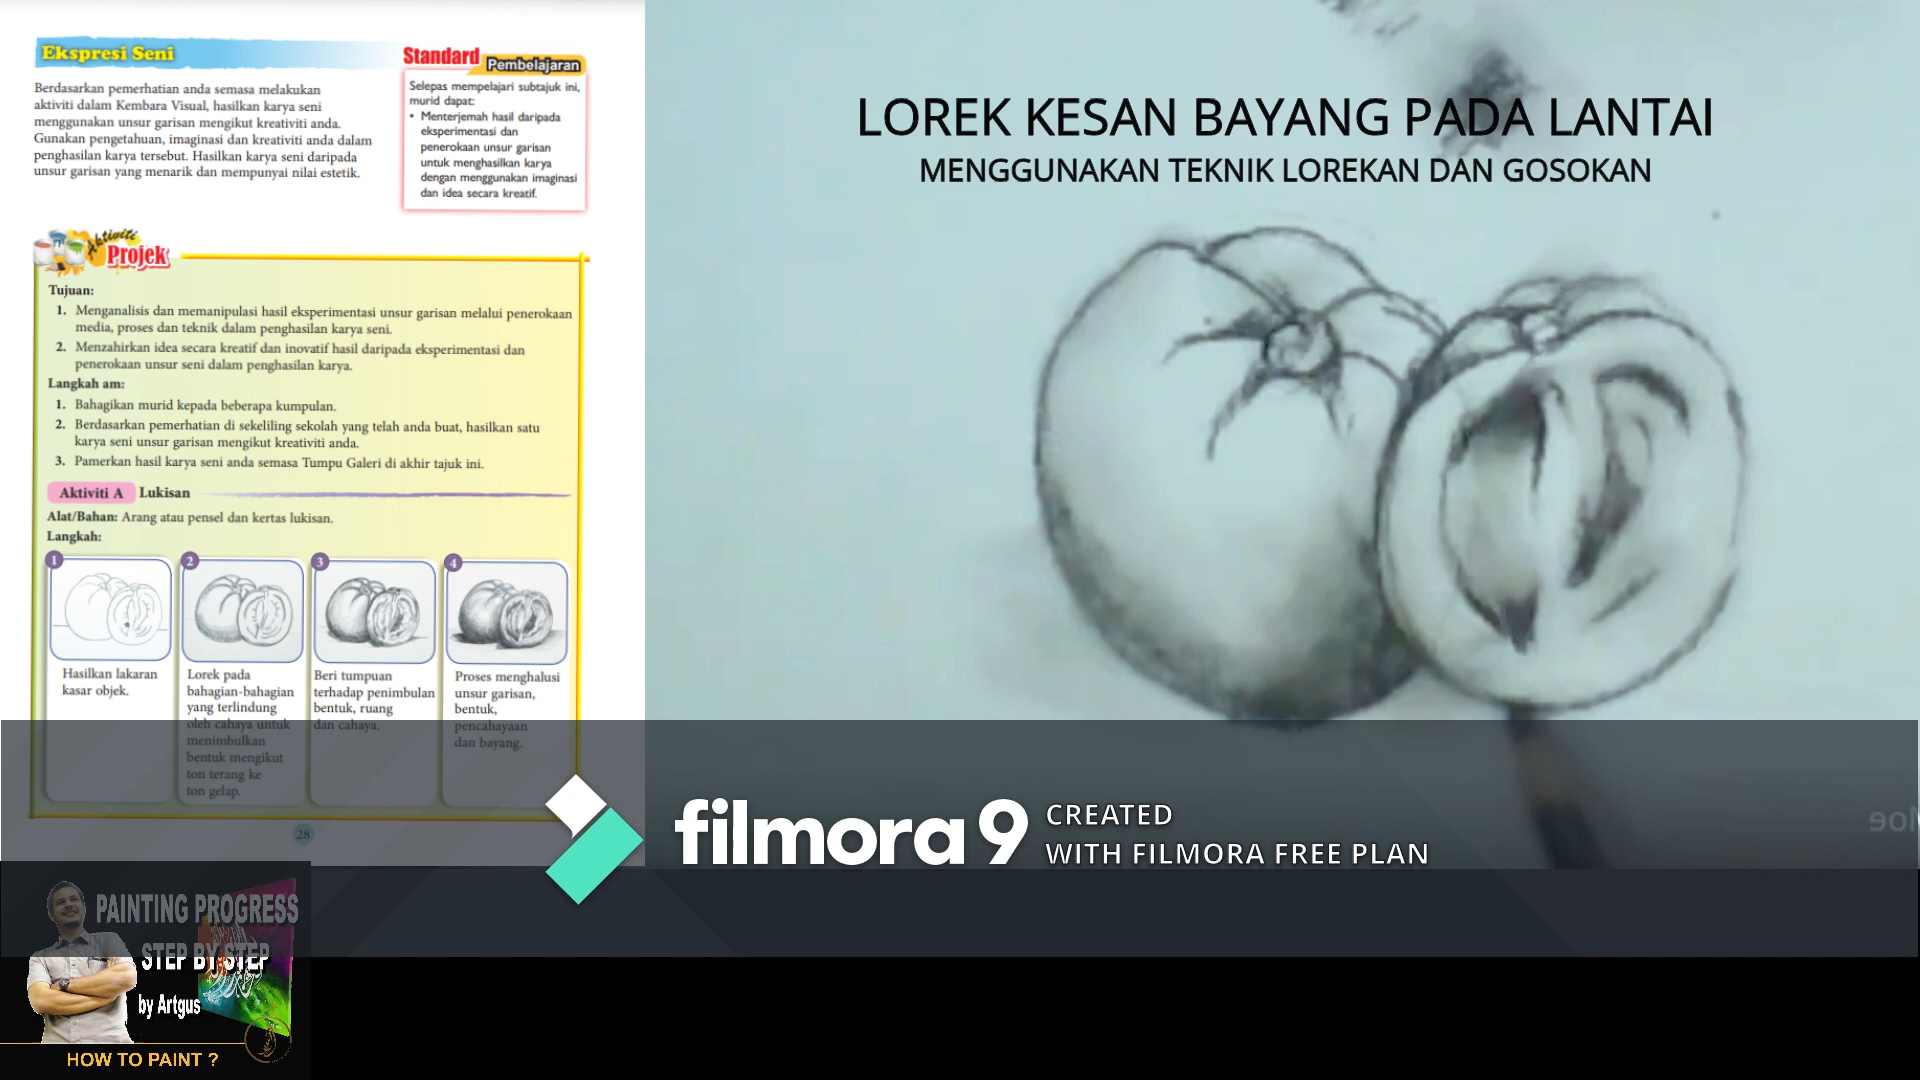 Ekspresi Seni
Berdasarkan pemerhatian anda semasa melakukan
aktiviti dalam Kembara Visual, hasilkan karya seni
menggunakan unsur garisan mengikut kreativiti anda.
Gunakan pengetahuan, imaginasi dan kreativiti anda dalam
penghasilan karya tersebut. Hasilkan karya seni daripada
unsur garisan yang menarik dan mempunyai nilai estetik.
Standard
Pembelajaran
Selepas mempelajari subtajuk ini,
murid dapat:
• Menterjemah hasil daripada
eksperimentasi dan
penerokaan unsur garisan
untuk menghasilkan karya
dengan menggunakan imaginasi
dan idea secara kreatif.
Aktiviti
Projek
Tujuan:
1. Menganalisis dan memanipulasi hasil eksperimentasi unsur garisan melalui penerokaan
media, proses dan teknik dalam penghasilan karya seni.
2. Menzahirkan idea secara kreatif dan inovatif hasil daripada eksperimentasi dan
penerokaan unsur seni dalam penghasilan karya.
Langkah am:
1. Bahagikan murid kepada beberapa kumpulan.
2. Berdasarkan pemerhatian di sekeliling sekolah yang telah anda buat, hasilkan satu
karya seni unsur garisan mengikut kreativiti anda.
3. Pamerkan hasil karya seni anda semasa Tumpu Galeri di akhir tajuk ini.
Aktiviti A Lukisan
Alat/Bahan: Arang atau pensel dan kertas lukisan.
Langkah:
1
Hasilkan lakaran
kasar objek.
2
Lorek pada
bahagian-bahagian
yang terlindung
oleh cahaya untuk
menimbulkan
bentuk mengikut
ton terang ke
ton gelap.
3
Beri tumpuan
terhadap penimbulan
bentuk, ruang
dan cahaya.
4
Proses menghalusi
unsur garisan,
bentuk,
pencahayaan
dan bayang.
28
LOREK KESAN BAYANG PADA LANTAI
MENGGUNAKAN TEKNIK LOREKAN DAN GOSOKAN
filmora 9
CREATED
WITH FILMORA FREE PLAN
PAINTING PROGRESS
STEP BY STEP
by Artgus
HOW TO PAINT ?